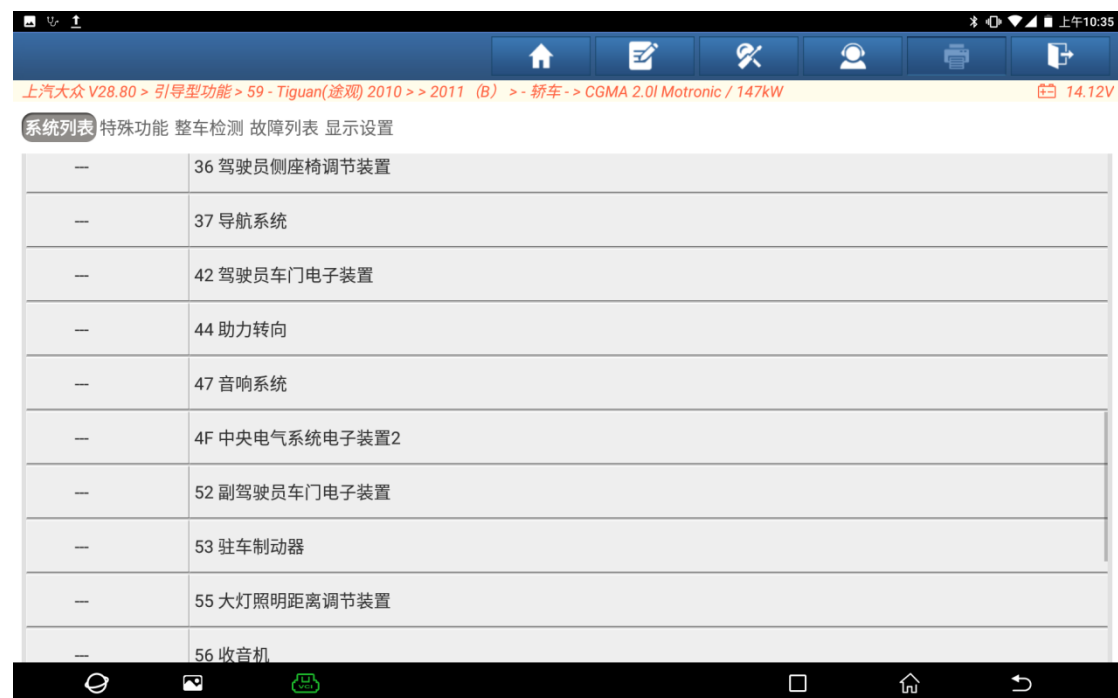 上午10:35
上汽大众 V28.80 > 引导型功能 > 59 - Tiguan(途观) 2010 > > 2011 （B） > - 轿车 - > CGMA 2.0l Motronic / 147kW 14.12V
系统列表 特殊功能 整车检测 故障列表 显示设置
--- 36 驾驶员侧座椅调节装置
--- 37 导航系统
--- 42 驾驶员车门电子装置
--- 44 助力转向
--- 47 音响系统
--- 4F 中央电气系统电子装置2
--- 52 副驾驶员车门电子装置
--- 53 驻车制动器
--- 55 大灯照明距离调节装置
--- 56 收音机
VCI